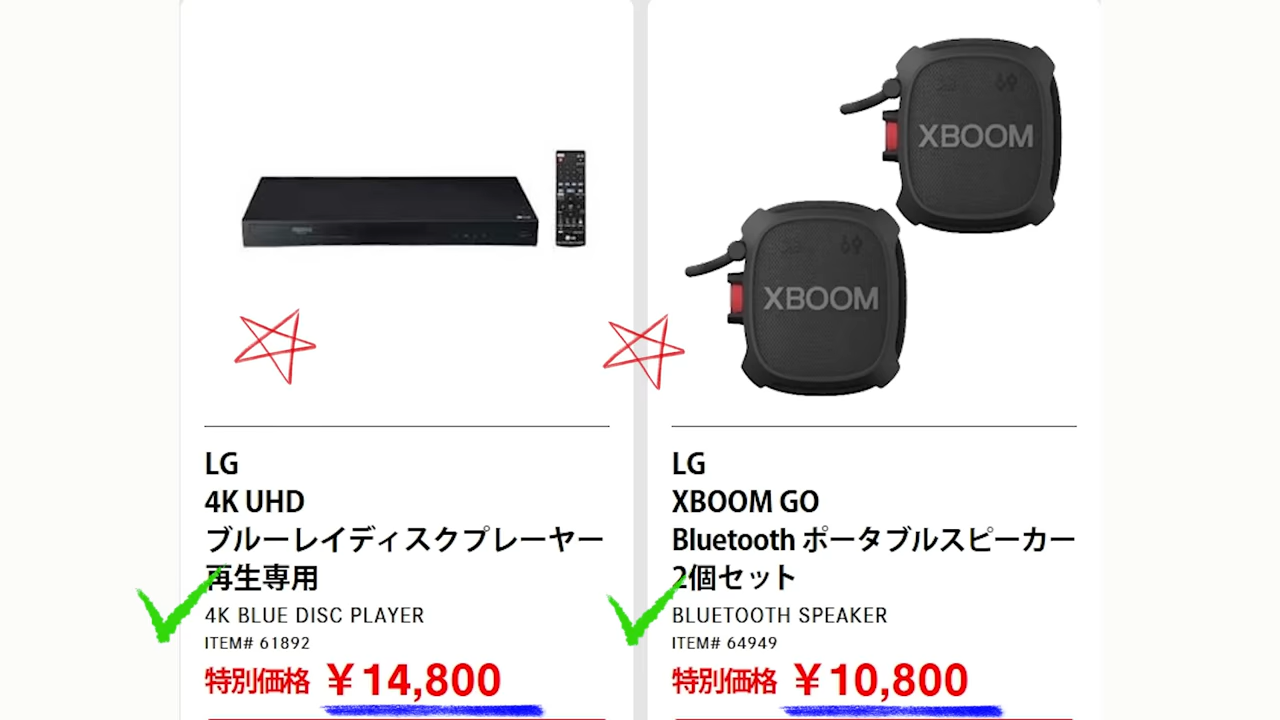 XBOOM
XBOOM
LG
4K UHD
ブルーレイディスクプレーヤー
再生専用
4K BLUE DISC PLAYER
ITEM# 61892
特別価格 ¥14,800
LG
XBOOM GO
Bluetooth ポータブルスピーカー
2個セット
BLUETOOTH SPEAKER
ITEM# 64949
特別価格 ¥10,800